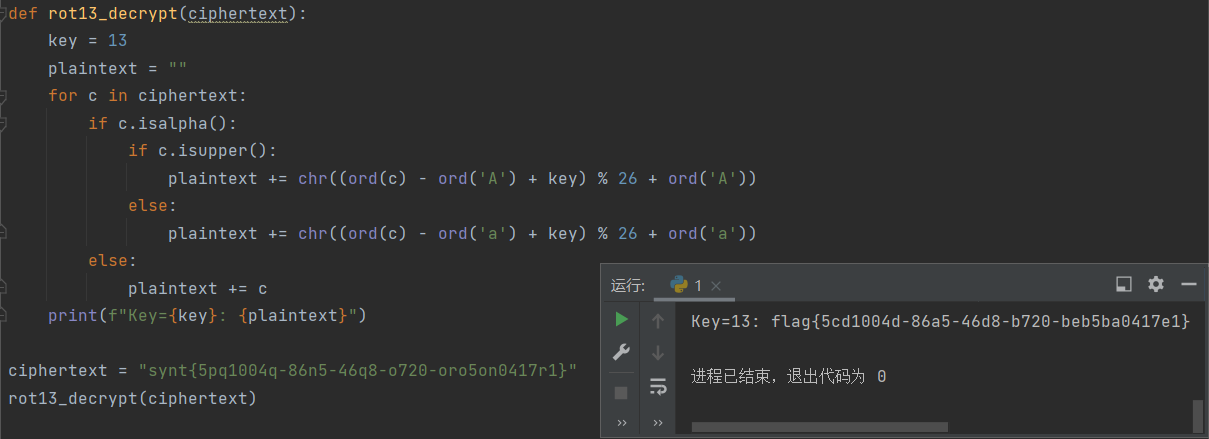 def rot13_decrypt(ciphertext):
    key = 13
    plaintext = ""
    for c in ciphertext:
        if c.isalpha():
            if c.isupper():
                plaintext += chr((ord(c) - ord('A') + key) % 26 + ord('A'))
            else:
                plaintext += chr((ord(c) - ord('a') + key) % 26 + ord('a'))
        else:
            plaintext += c
    print(f"Key={key}: {plaintext}")
ciphertext = "synt{5pq1004q-86n5-46q8-o720-oro5on0417r1}"
rot13_decrypt(ciphertext)
运行: 1
Key=13: flag{5cd1004d-86a5-46d8-b720-beb5ba0417e1}
进程已结束，退出代码为 0